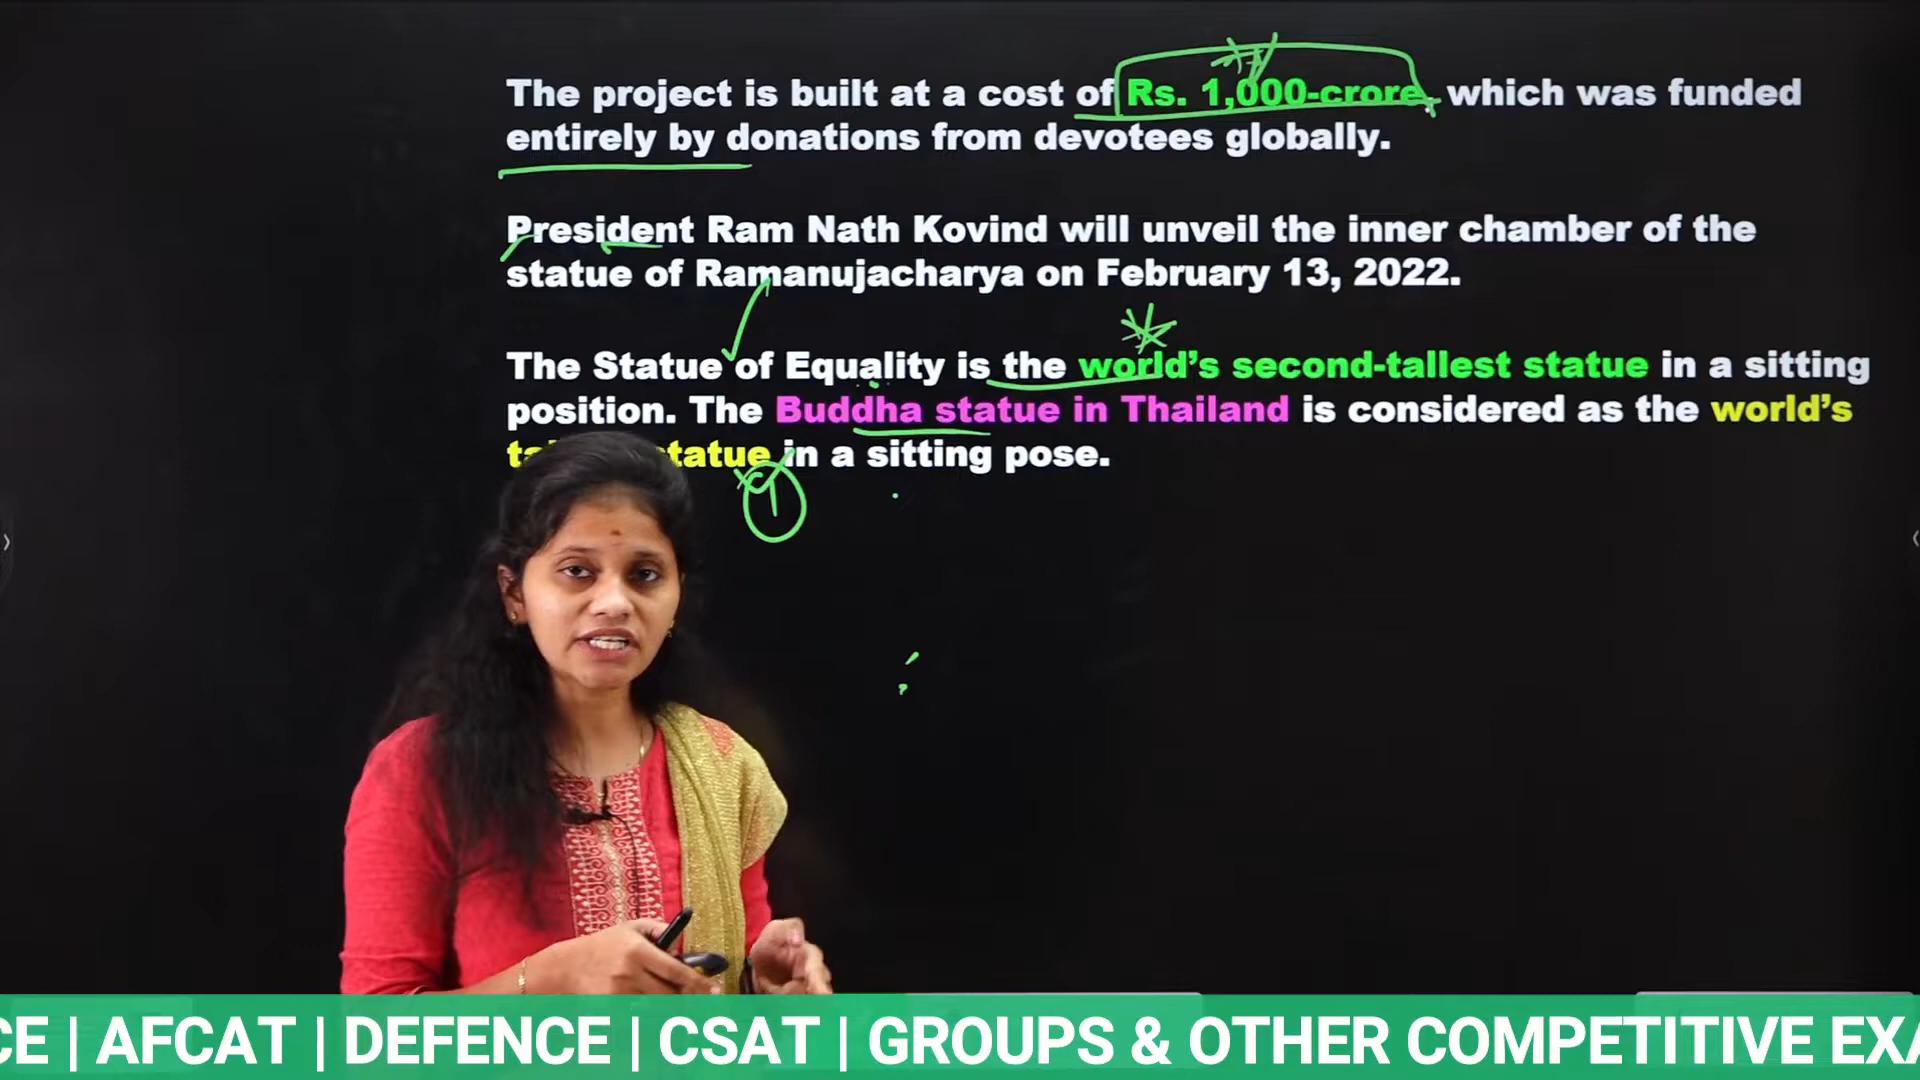 The project is built at a cost of Rs. 1,000-crore, which was funded
entirely by donations from devotees globally.
President Ram Nath Kovind will unveil the inner chamber of the
statue of Ramanujacharya on February 13, 2022.
The Statue of Equality is the world's second-tallest statue in a sitting
position. The Buddha statue in Thailand is considered as the world's
statue in a sitting pose.
1
| AFCAT | DEFENCE | CSAT | GROUPS & OTHER COMPETITIVE